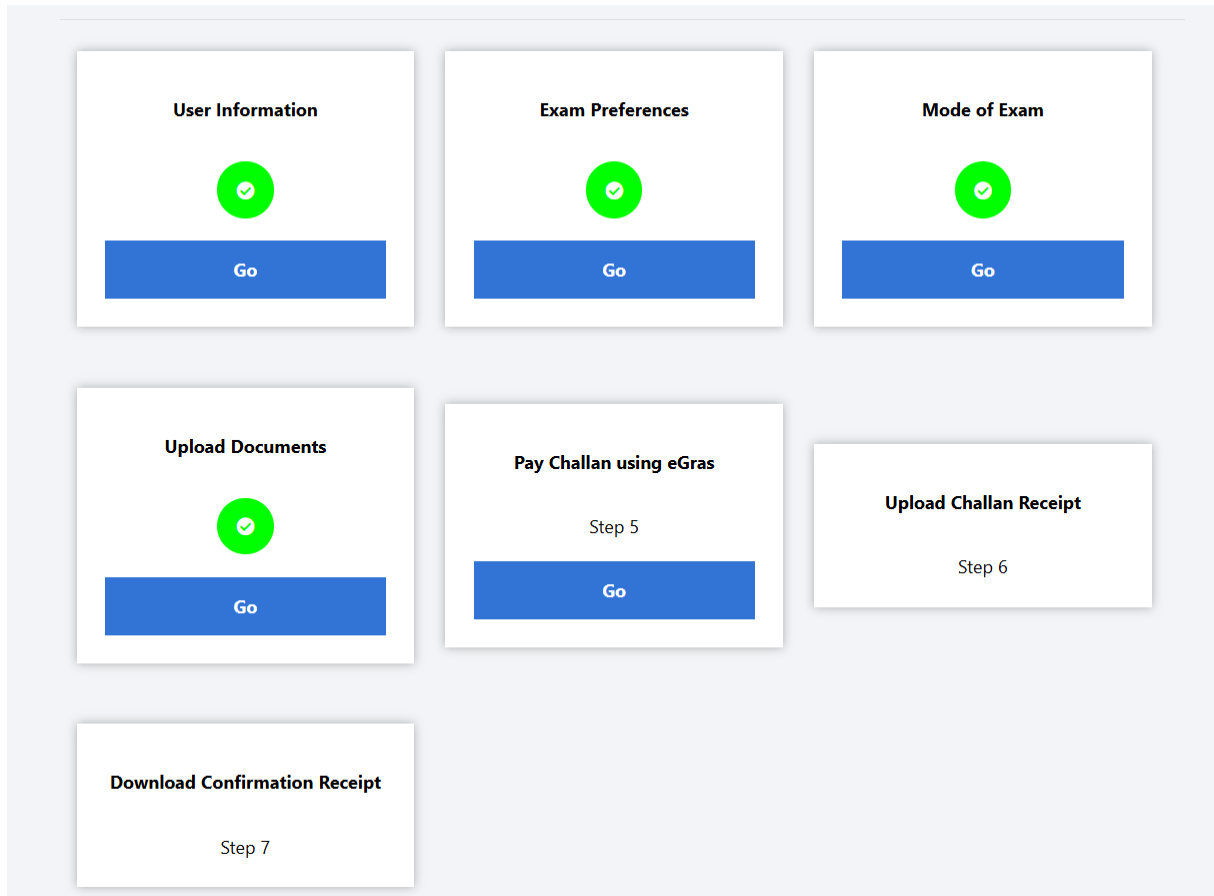 User Information
Go
Exam Preferences
Go
Mode of Exam
Go
Upload Documents
Go
Pay Challan using eGras
Step 5
Go
Upload Challan Receipt
Step 6
Download Confirmation Receipt
Step 7